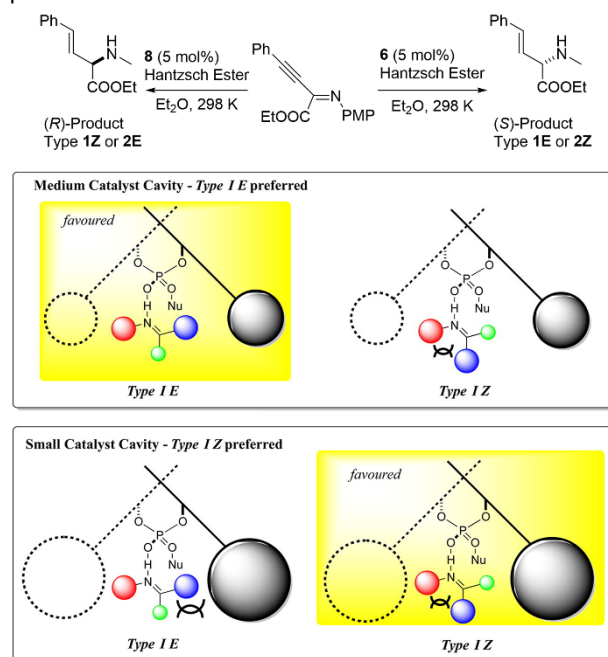 Ph
N
H
COOEt
(R)-Product
Type 1Z or 2E
8 (5 mol%)
Hantzsch Ester
Et2O, 298 K
Ph
EtOOC
N
PMP
6 (5 mol%)
Hantzsch Ester
Et2O, 298 K
Ph
H
N
COOEt
(S)-Product
Type 1E or 2Z
Medium Catalyst Cavity - Type I E preferred
favoured
O P O
O O
H Nu
N
Type I E
O P O
O O
H Nu
N
Type I Z
Small Catalyst Cavity - Type I Z preferred
O P O
O O
H Nu
N
Type I E
favoured
O P O
O O
H Nu
N
Type I Z